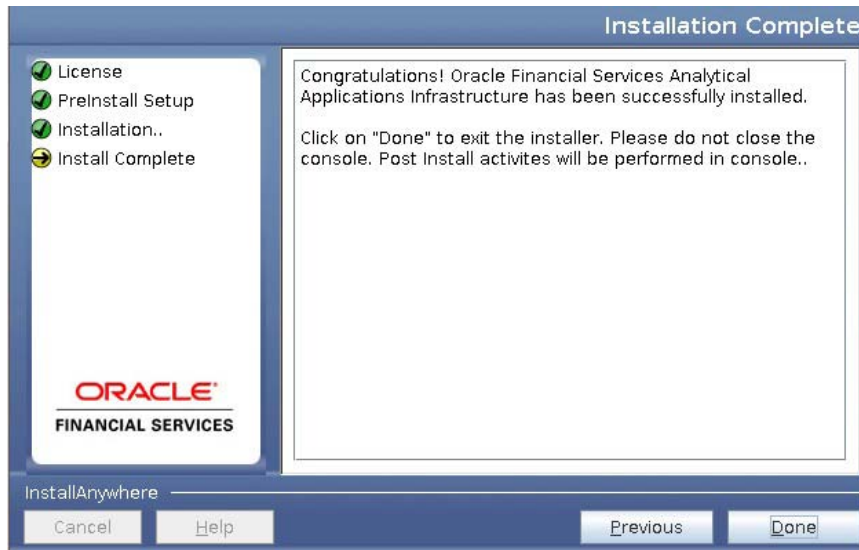 Installation Complete
License
PreInstall Setup
Installation..
Install Complete
Congratulations! Oracle Financial Services Analytical
Applications Infrastructure has been successfully installed.
Click on "Done" to exit the installer. Please do not close the
console. Post Install activites will be performed in console..
ORACLE
FINANCIAL SERVICES
InstallAnywhere
Cancel
Help
Previous
Done